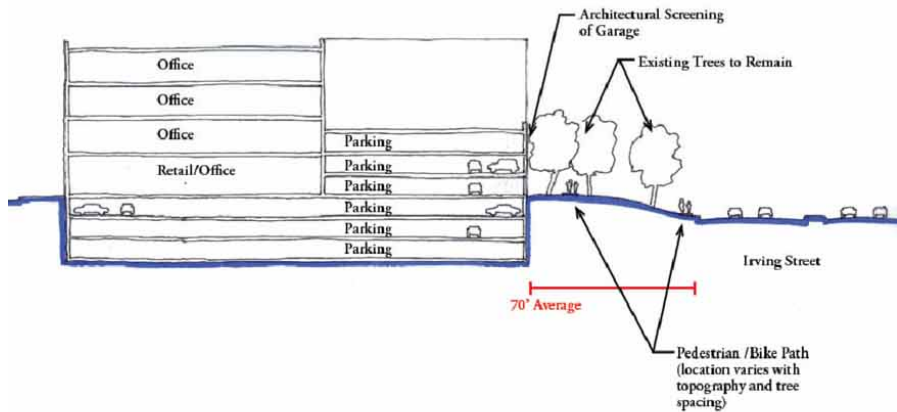 Architectural Screening
of Garage
Existing Trees to Remain
Office
Office
Office
Retail/Office
Parking
Parking
Parking
Parking
Parking
Parking
Irving Street
70' Average
Pedestrian /Bike Path
(location varies with
topography and tree
spacing)